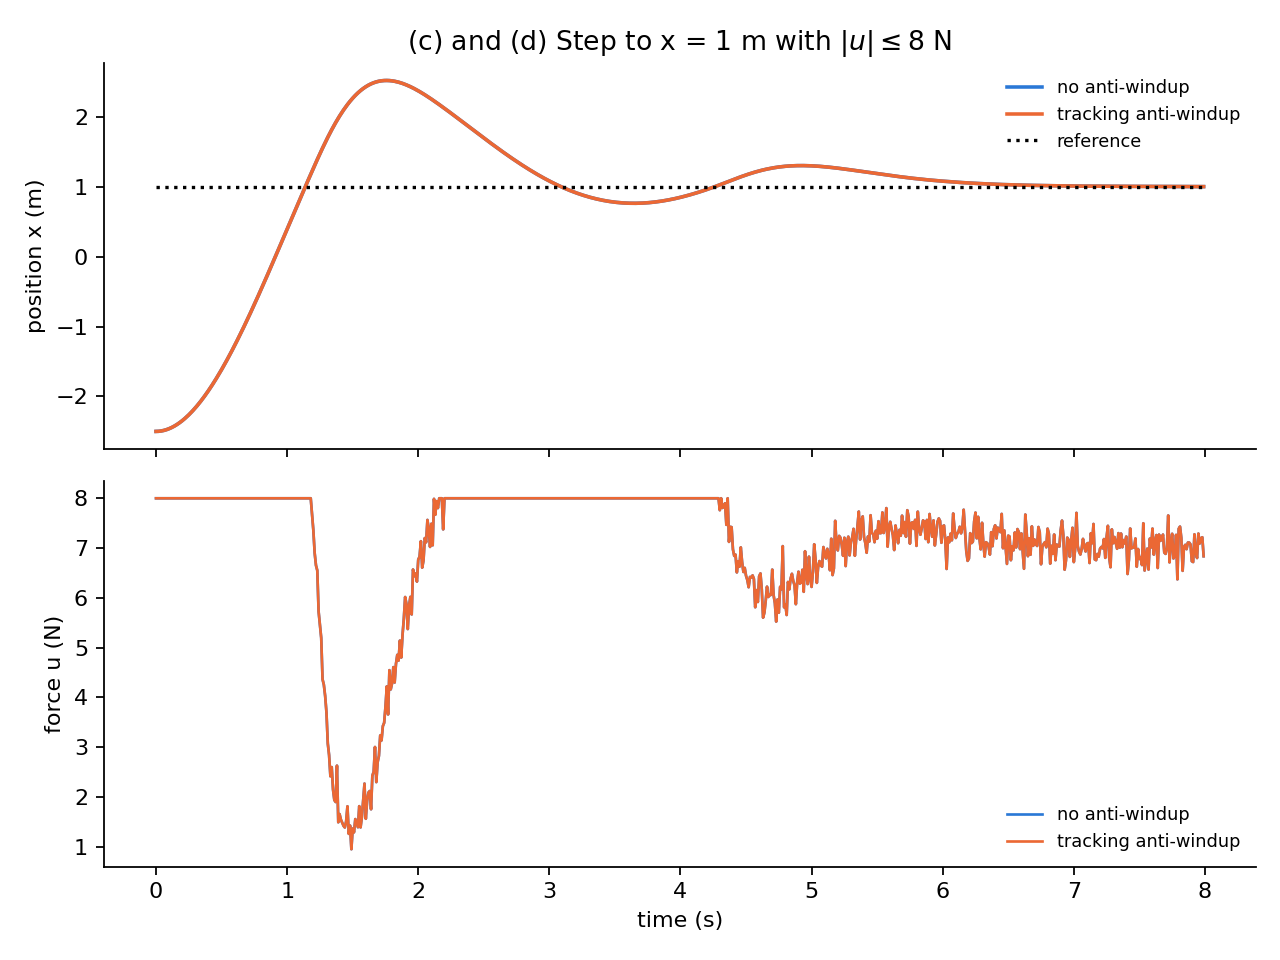 (c) and (d) Step to x = 1 m with |u| ≤ 8 N
no anti-windup
tracking anti-windup
reference
position x (m)
2
1
0
−1
−2
force u (N)
8
7
6
5
4
3
2
1
no anti-windup
tracking anti-windup
0 1 2 3 4 5 6 7 8
time (s)